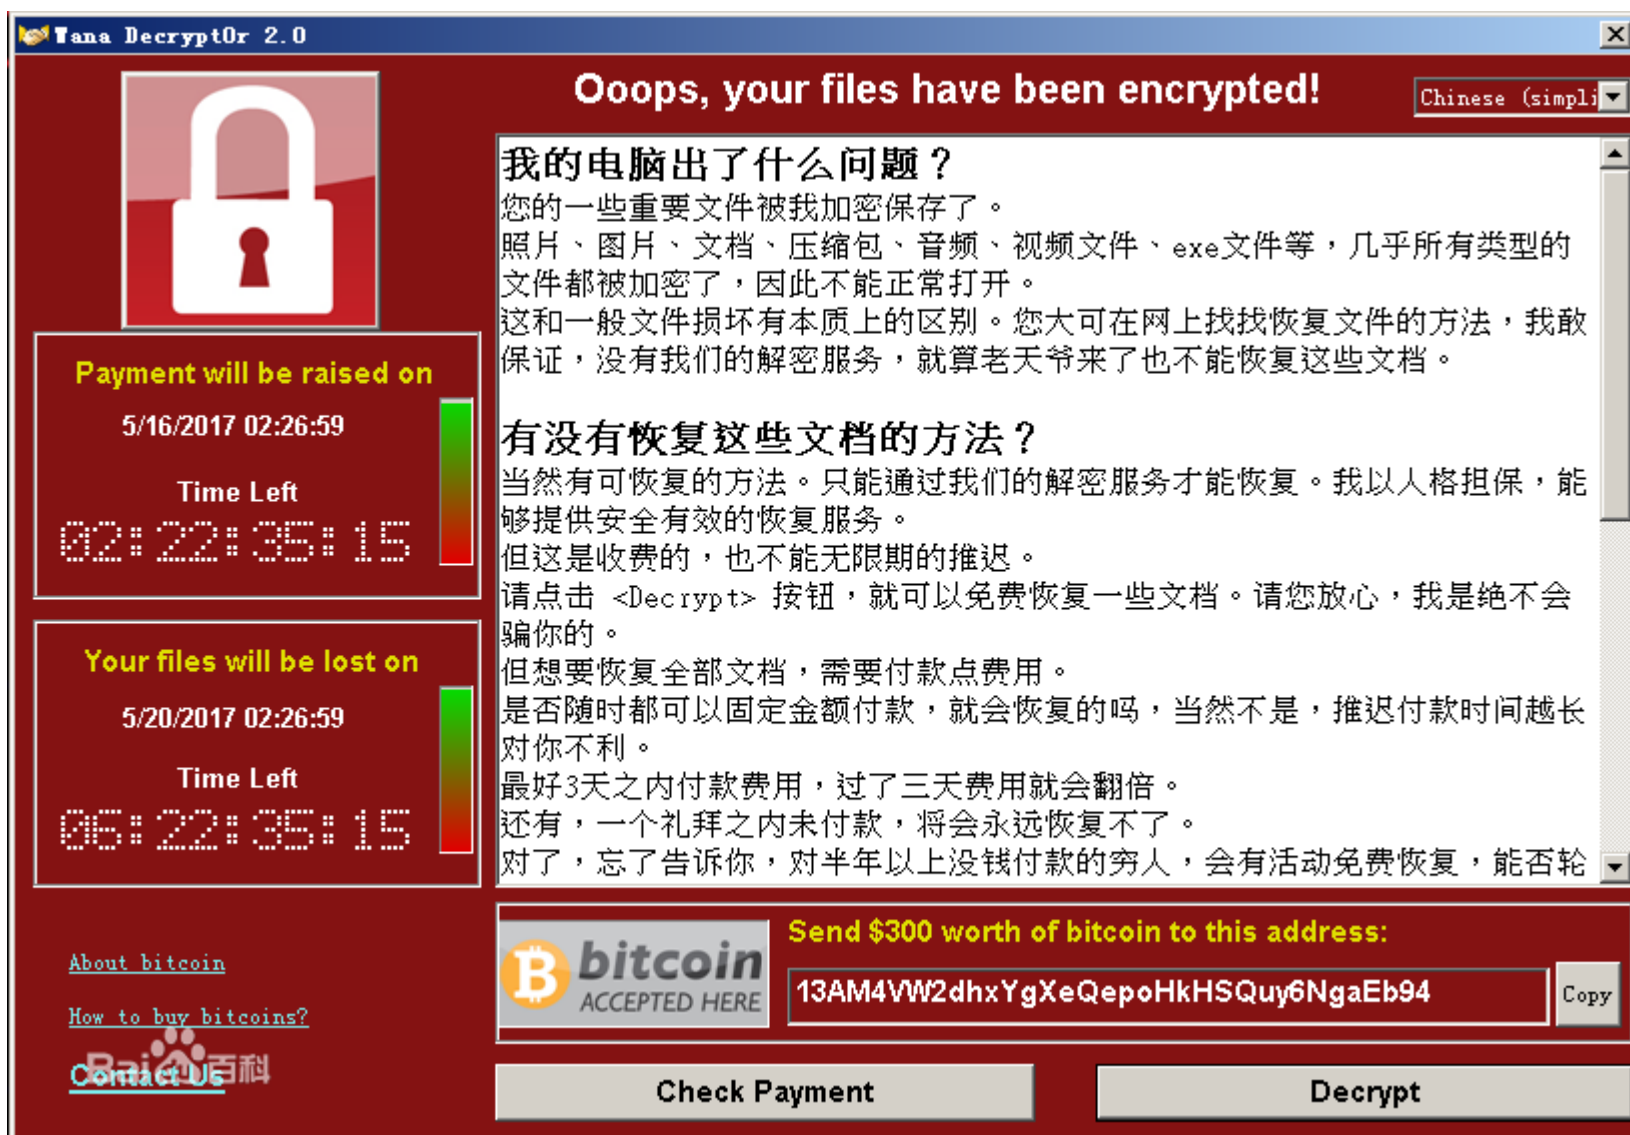 Wana Decrypt0r 2.0
Ooops, your files have been encrypted!
Chinese (simpli
Payment will be raised on
5/16/2017 02:26:59
Time Left
02:22:35:15
Your files will be lost on
5/20/2017 02:26:59
Time Left
06:22:35:15
About bitcoin
How to buy bitcoins?
Contact Us
Bai百科
我的电脑出了什么问题？
您的一些重要文件被我加密保存了。
照片、图片、文档、压缩包、音频、视频文件、exe文件等，几乎所有类型的
文件都被加密了，因此不能正常打开。
这和一般文件损坏有本质上的区别。您大可在网上找找恢复文件的方法，我敢
保证，没有我们的解密服务，就算老天爷来了也不能恢复这些文档。
有没有恢复这些文档的方法？
当然有可恢复的方法。只能通过我们的解密服务才能恢复。我以人格担保，能
够提供安全有效的恢复服务。
但这是收费的，也不能无限期的推迟。
请点击 <Decrypt> 按钮，就可以免费恢复一些文档。请您放心，我是绝不会
骗你的。
但想要恢复全部文档，需要付款点费用。
是否随时都可以固定金额付款，就会恢复的吗，当然不是，推迟付款时间越长
对你不利。
最好3天之内付款费用，过了三天费用就会翻倍。
还有，一个礼拜之内未付款，将会永远恢复不了。
对了，忘了告诉你，对半年以上没钱付款的穷人，会有活动免费恢复，能否轮
bitcoin
ACCEPTED HERE
Send $300 worth of bitcoin to this address:
13AM4VW2dhxYgXeQepoHkHSQuy6NgaEb94
Copy
Check Payment
Decrypt